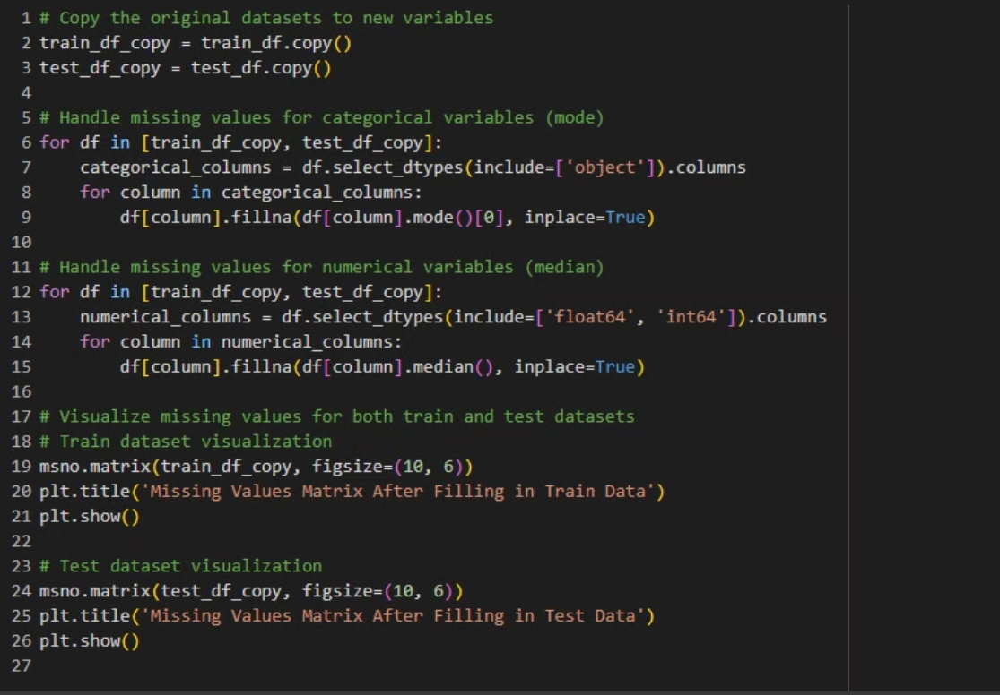 1 # Copy the original datasets to new variables
2 train_df_copy = train_df.copy()
3 test_df_copy = test_df.copy()
4
5 # Handle missing values for categorical variables (mode)
6 for df in [train_df_copy, test_df_copy]:
7     categorical_columns = df.select_dtypes(include=['object']).columns
8     for column in categorical_columns:
9         df[column].fillna(df[column].mode()[0], inplace=True)
10
11 # Handle missing values for numerical variables (median)
12 for df in [train_df_copy, test_df_copy]:
13     numerical_columns = df.select_dtypes(include=['float64', 'int64']).columns
14     for column in numerical_columns:
15         df[column].fillna(df[column].median(), inplace=True)
16
17 # Visualize missing values for both train and test datasets
18 # Train dataset visualization
19 msno.matrix(train_df_copy, figsize=(10, 6))
20 plt.title('Missing Values Matrix After Filling in Train Data')
21 plt.show()
22
23 # Test dataset visualization
24 msno.matrix(test_df_copy, figsize=(10, 6))
25 plt.title('Missing Values Matrix After Filling in Test Data')
26 plt.show()
27